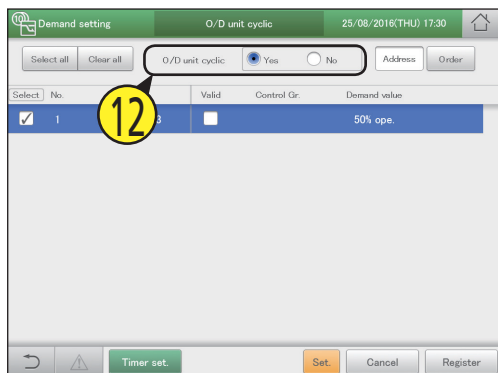 Demand setting O/D unit cyclic 25/08/2016(THU) 17:30
Select all Clear all O/D unit cyclic Yes No Address Order
12
Select No. Valid Control Gr. Demand value
1 3 50% ope.
Timer set. Set. Cancel Register